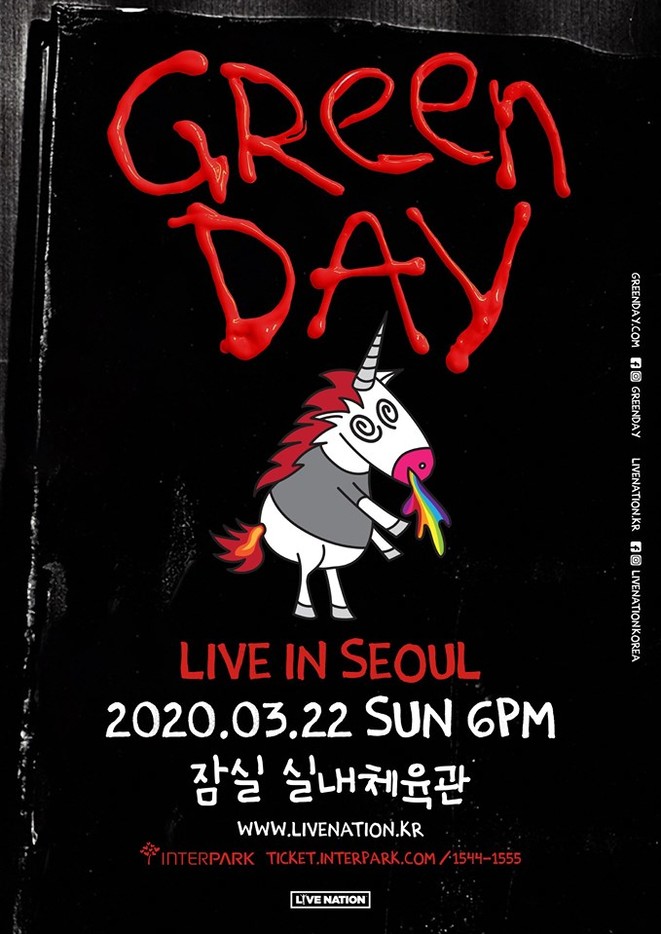 GReen
DAY
LIVE IN SEOUL
2020.03.22 SUN 6PM
잠실 실내체육관
WWW.LIVENATION.KR
INTERPARK TICKET.INTERPARK.COM / 1544-1555
LIVE NATION
GREENDAY.COM GREENDAY LIVENATION.KR LIVENATIONKOREA